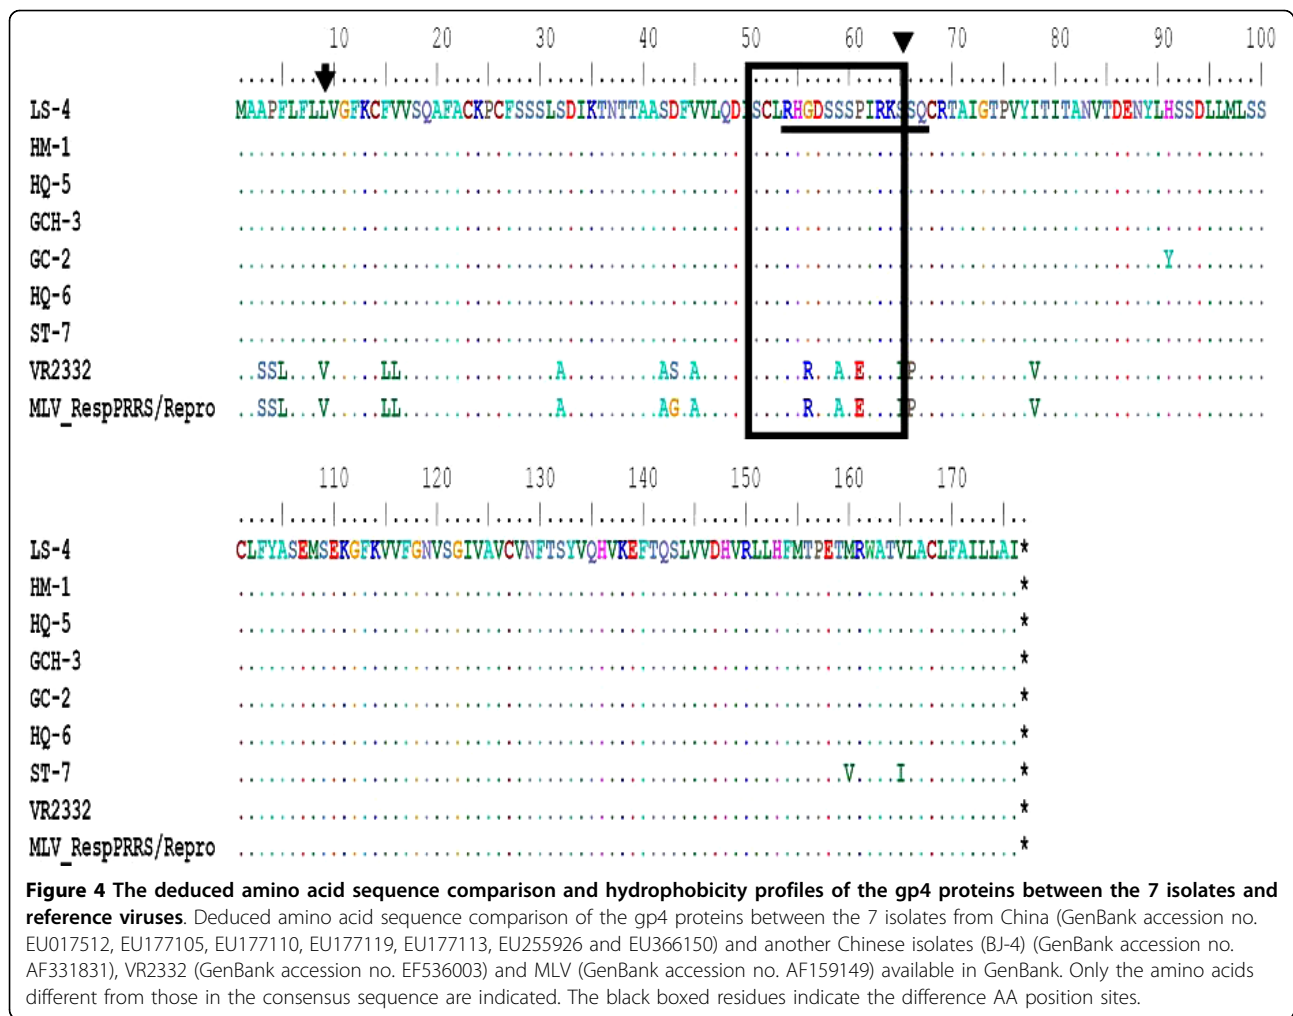 10 20 30 40 50 60 70 80 90 100
LS-4 MAAPFLFLLVGFKCFVVSQAFACKPCFSSSLSDIKTNTTAASDFVVLQDISCLRHGDSSSPIRKSSQCRTAIGTPVYITITANVTDENYLHSSDLLMLSS
HM-1 ....................................................................................................
HQ-5 ....................................................................................................
GCH-3 ....................................................................................................
GC-2 ..........................................................................................Y.........
HQ-6 ....................................................................................................
ST-7 ....................................................................................................
VR2332 ..SSL...V.....LL...............A.........AS.A..........R..A.E...IP...........V......................
MLV_RespPRRS/Repro ..SSL...V.....LL...............A.........AG.A..........R..A.E...IP...........V......................
110 120 130 140 150 160 170
LS-4 CLFYASEMSEKGFKVVFGNVSGIVAVCVNFTSYVQHVKEFTQSLVVDHVRLLHFMTPETMRWATVLACLFAILLAI*
HM-1 ............................................................................*
HQ-5 ............................................................................*
GCH-3 ............................................................................*
GC-2 ............................................................................*
HQ-6 ............................................................................*
ST-7 ...........................................................V....I...........*
VR2332 ............................................................................*
MLV_RespPRRS/Repro ............................................................................*
Figure 4 The deduced amino acid sequence comparison and hydrophobicity profiles of the gp4 proteins between the 7 isolates and
reference viruses. Deduced amino acid sequence comparison of the gp4 proteins between the 7 isolates from China (GenBank accession no.
EU017512, EU177105, EU177110, EU177119, EU177113, EU255926 and EU366150) and another Chinese isolates (BJ-4) (GenBank accession no.
AF331831), VR2332 (GenBank accession no. EF536003) and MLV (GenBank accession no. AF159149) available in GenBank. Only the amino acids
different from those in the consensus sequence are indicated. The black boxed residues indicate the difference AA position sites.